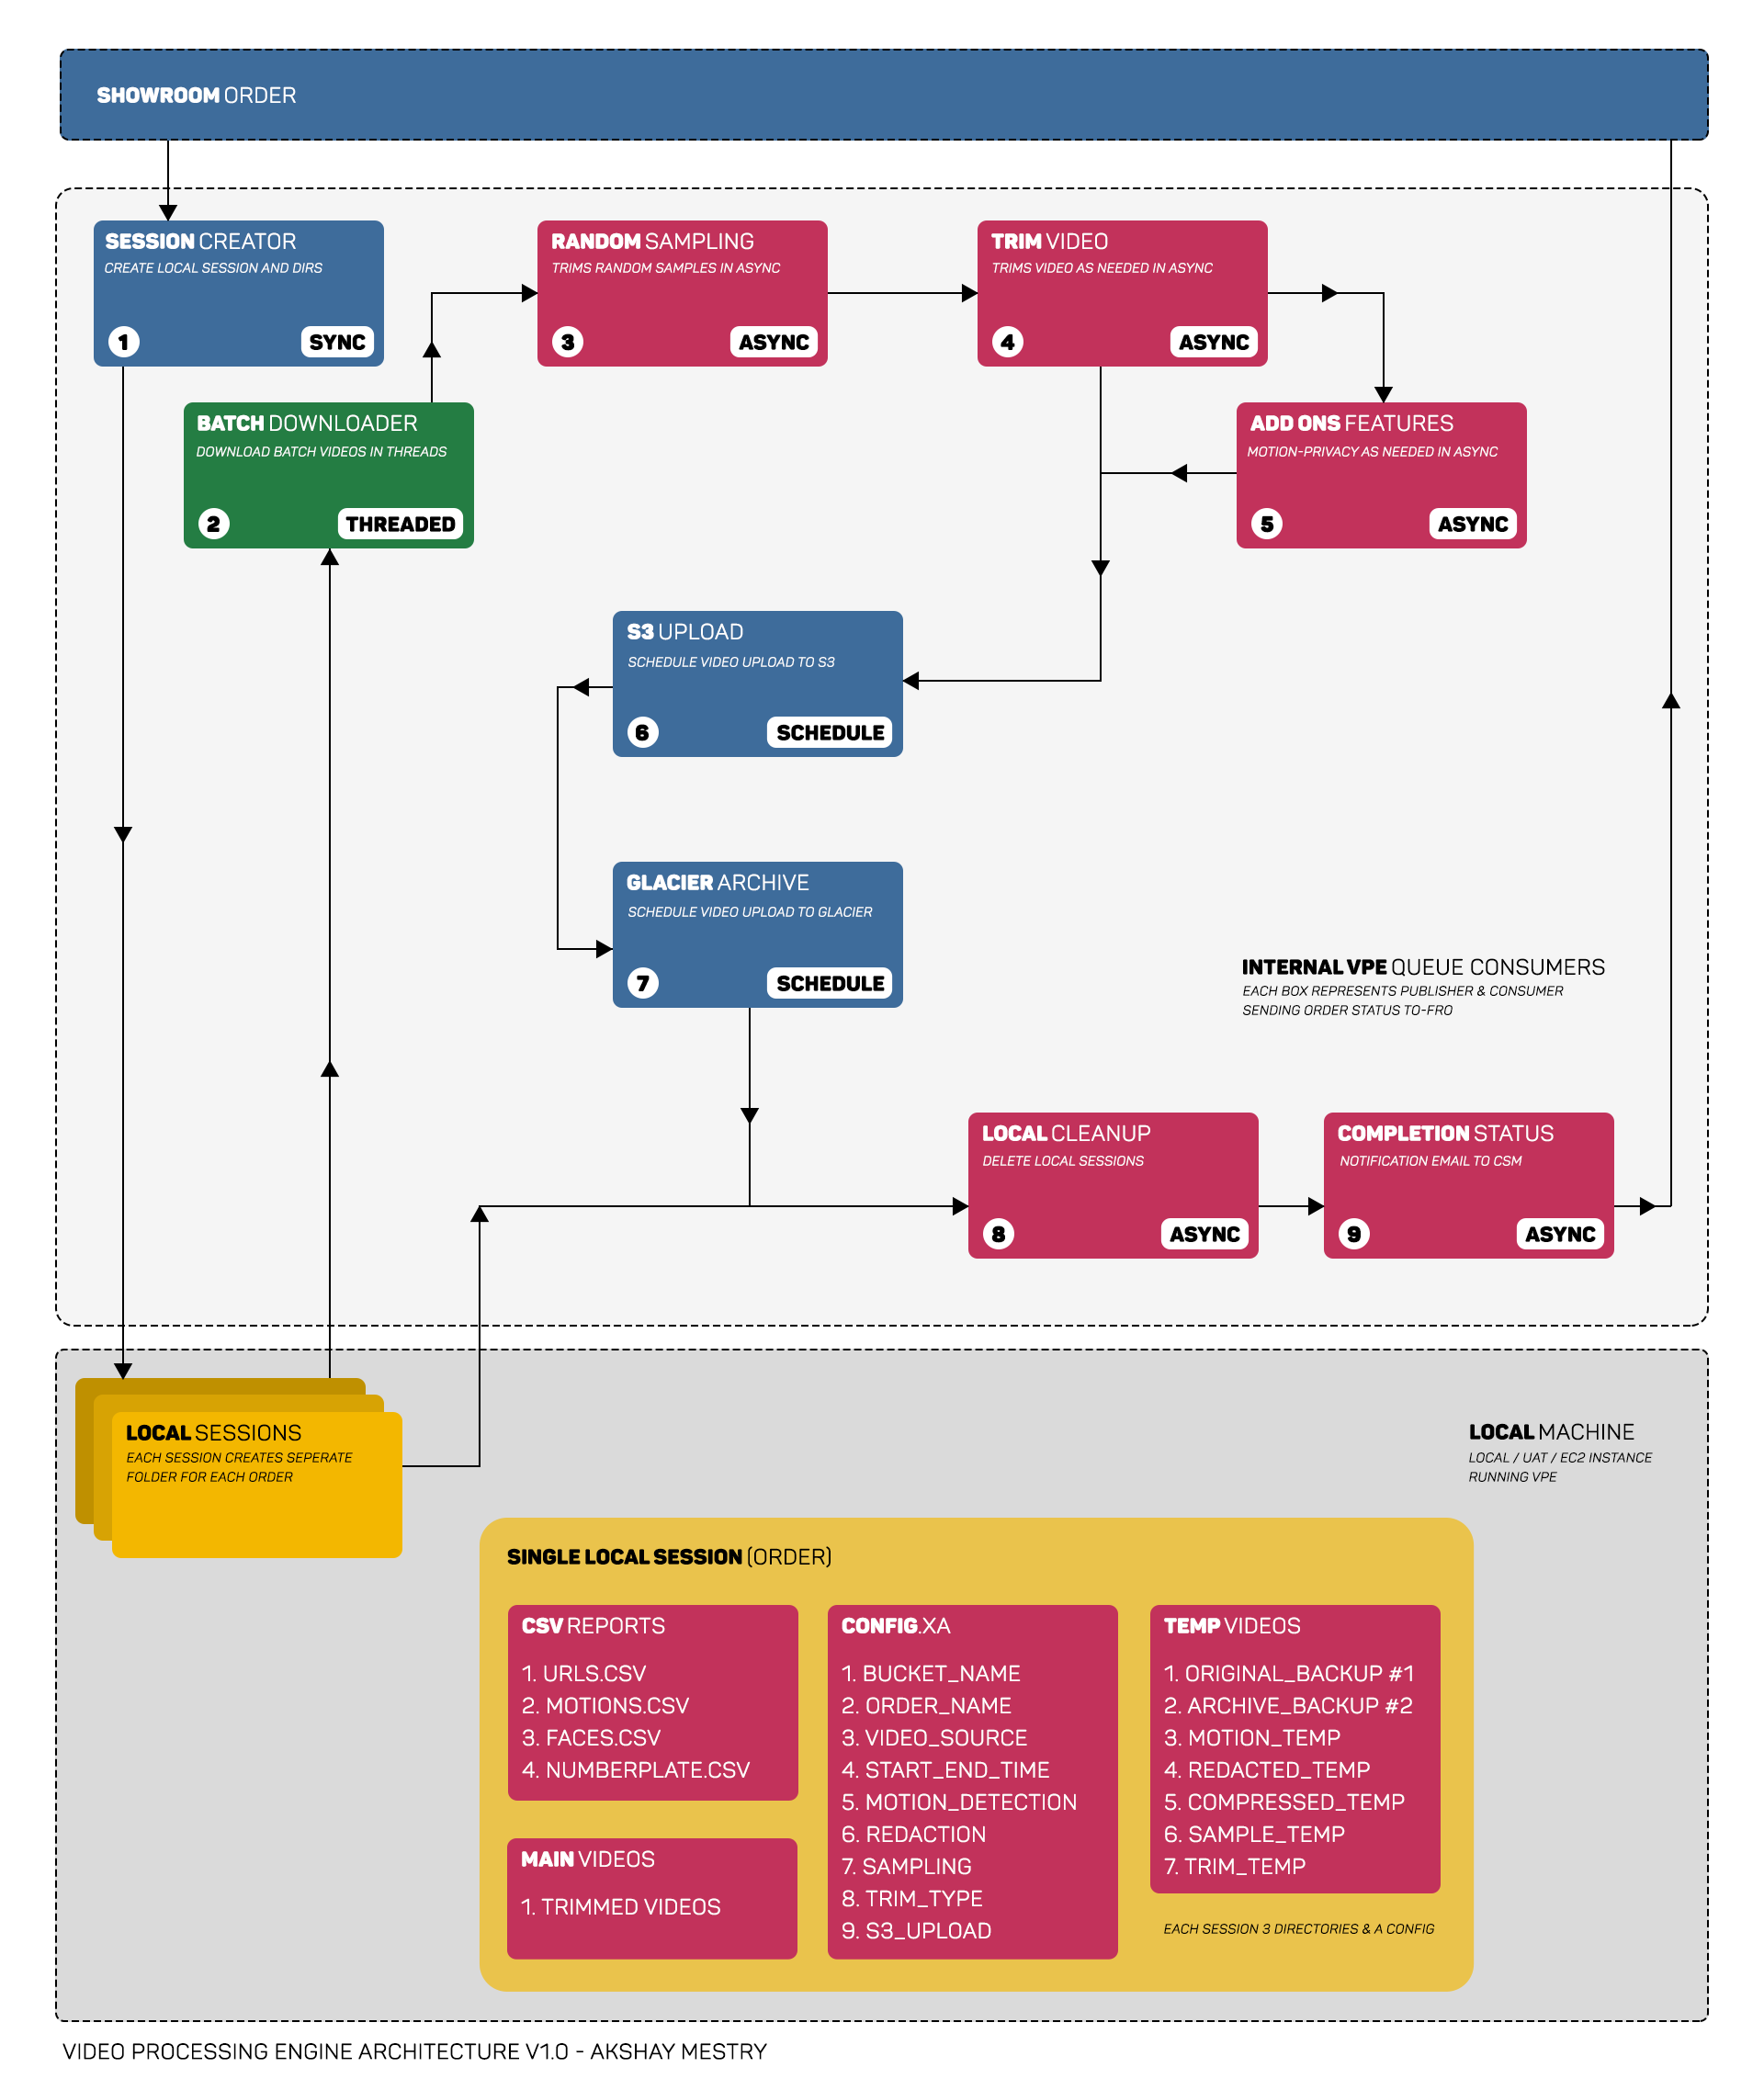 SHOWROOM ORDER
SESSION CREATOR
CREATE LOCAL SESSION AND DIRS
1
SYNC
RANDOM SAMPLING
TRIMS RANDOM SAMPLES IN ASYNC
3
ASYNC
TRIM VIDEO
TRIMS VIDEO AS NEEDED IN ASYNC
4
ASYNC
BATCH DOWNLOADER
DOWNLOAD BATCH VIDEOS IN THREADS
2
THREADED
ADD ONS FEATURES
MOTION-PRIVACY AS NEEDED IN ASYNC
5
ASYNC
S3 UPLOAD
SCHEDULE VIDEO UPLOAD TO S3
6
SCHEDULE
GLACIER ARCHIVE
SCHEDULE VIDEO UPLOAD TO GLACIER
7
SCHEDULE
INTERNAL VPE QUEUE CONSUMERS
EACH BOX REPRESENTS PUBLISHER & CONSUMER
SENDING ORDER STATUS TO-FRO
LOCAL CLEANUP
DELETE LOCAL SESSIONS
8
ASYNC
COMPLETION STATUS
NOTIFICATION EMAIL TO CSM
9
ASYNC
LOCAL SESSIONS
EACH SESSION CREATES SEPERATE
FOLDER FOR EACH ORDER
LOCAL MACHINE
LOCAL / UAT / EC2 INSTANCE
RUNNING VPE
SINGLE LOCAL SESSION (ORDER)
CSV REPORTS
1. URLS.CSV
2. MOTIONS.CSV
3. FACES.CSV
4. NUMBERPLATE.CSV
MAIN VIDEOS
1. TRIMMED VIDEOS
CONFIG.XA
1. BUCKET_NAME
2. ORDER_NAME
3. VIDEO_SOURCE
4. START_END_TIME
5. MOTION_DETECTION
6. REDACTION
7. SAMPLING
8. TRIM_TYPE
9. S3_UPLOAD
TEMP VIDEOS
1. ORIGINAL_BACKUP #1
2. ARCHIVE_BACKUP #2
3. MOTION_TEMP
4. REDACTED_TEMP
5. COMPRESSED_TEMP
6. SAMPLE_TEMP
7. TRIM_TEMP
EACH SESSION 3 DIRECTORIES & A CONFIG
VIDEO PROCESSING ENGINE ARCHITECTURE V1.0 - AKSHAY MESTRY